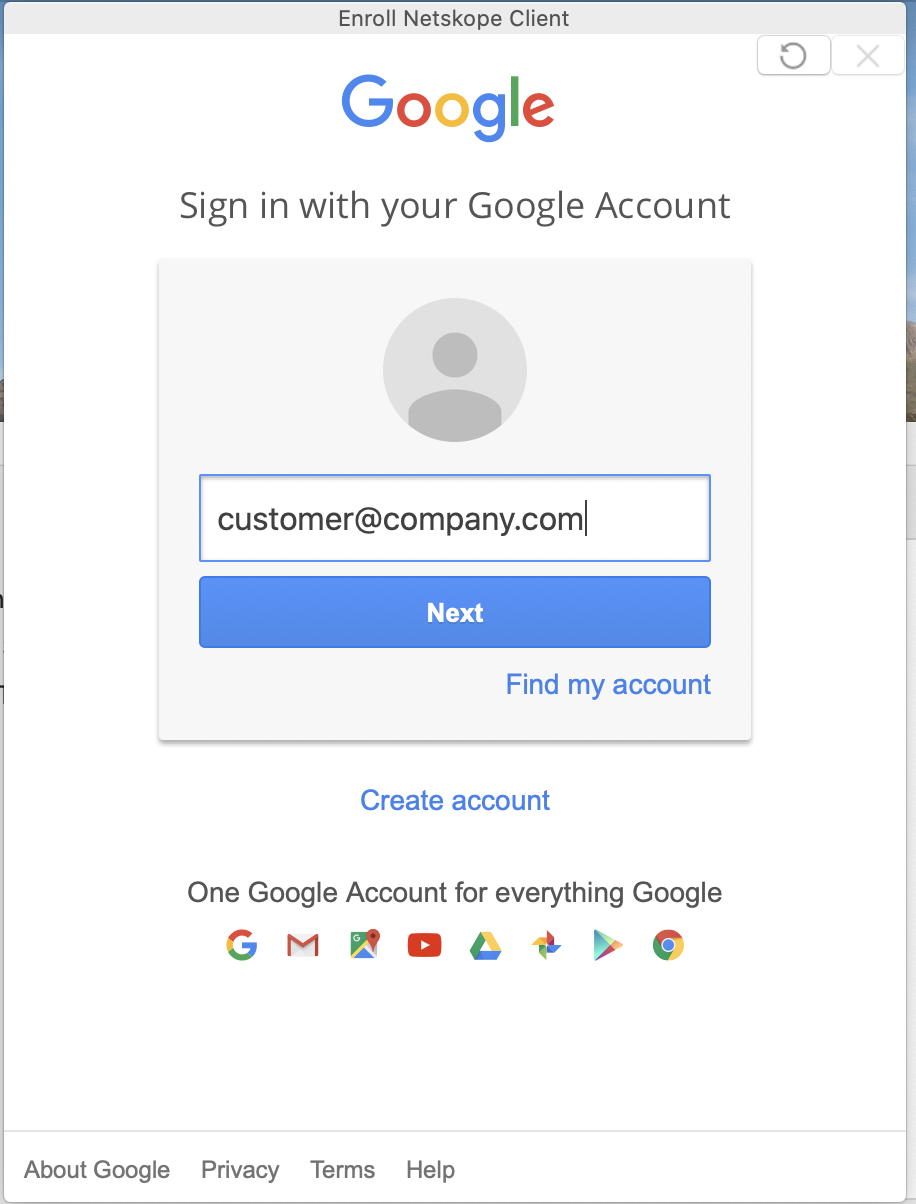 Enroll Netskope Client
Google
Sign in with your Google Account
customer@company.com
Next
Find my account
Create account
One Google Account for everything Google
About Google Privacy Terms Help